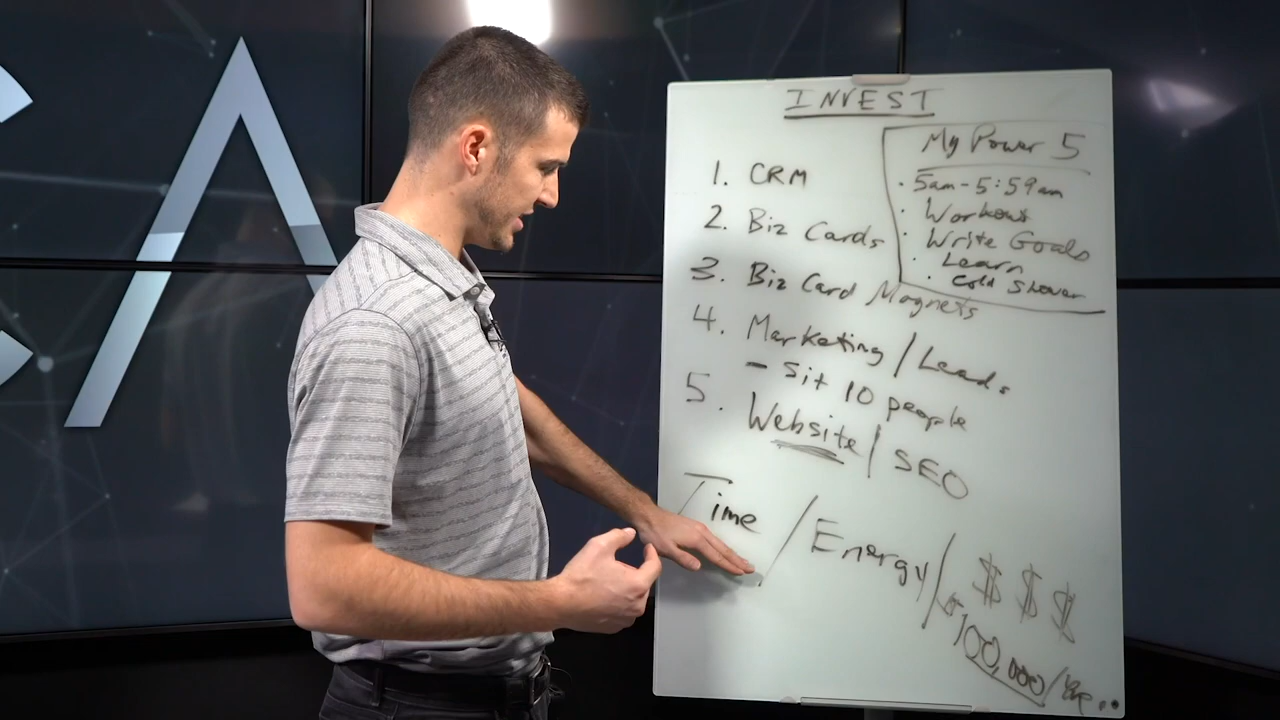 INVEST
My Power 5
· 5am-5:59am
· Workout
· Write Goals
· Learn
· Cold Shower
1. CRM
2. Biz Cards
3. Biz Card Magnets
4. Marketing / Leads
- Sit 10 people
5. Website / SEO
Time / Energy / $ $ $
100,000/
CA